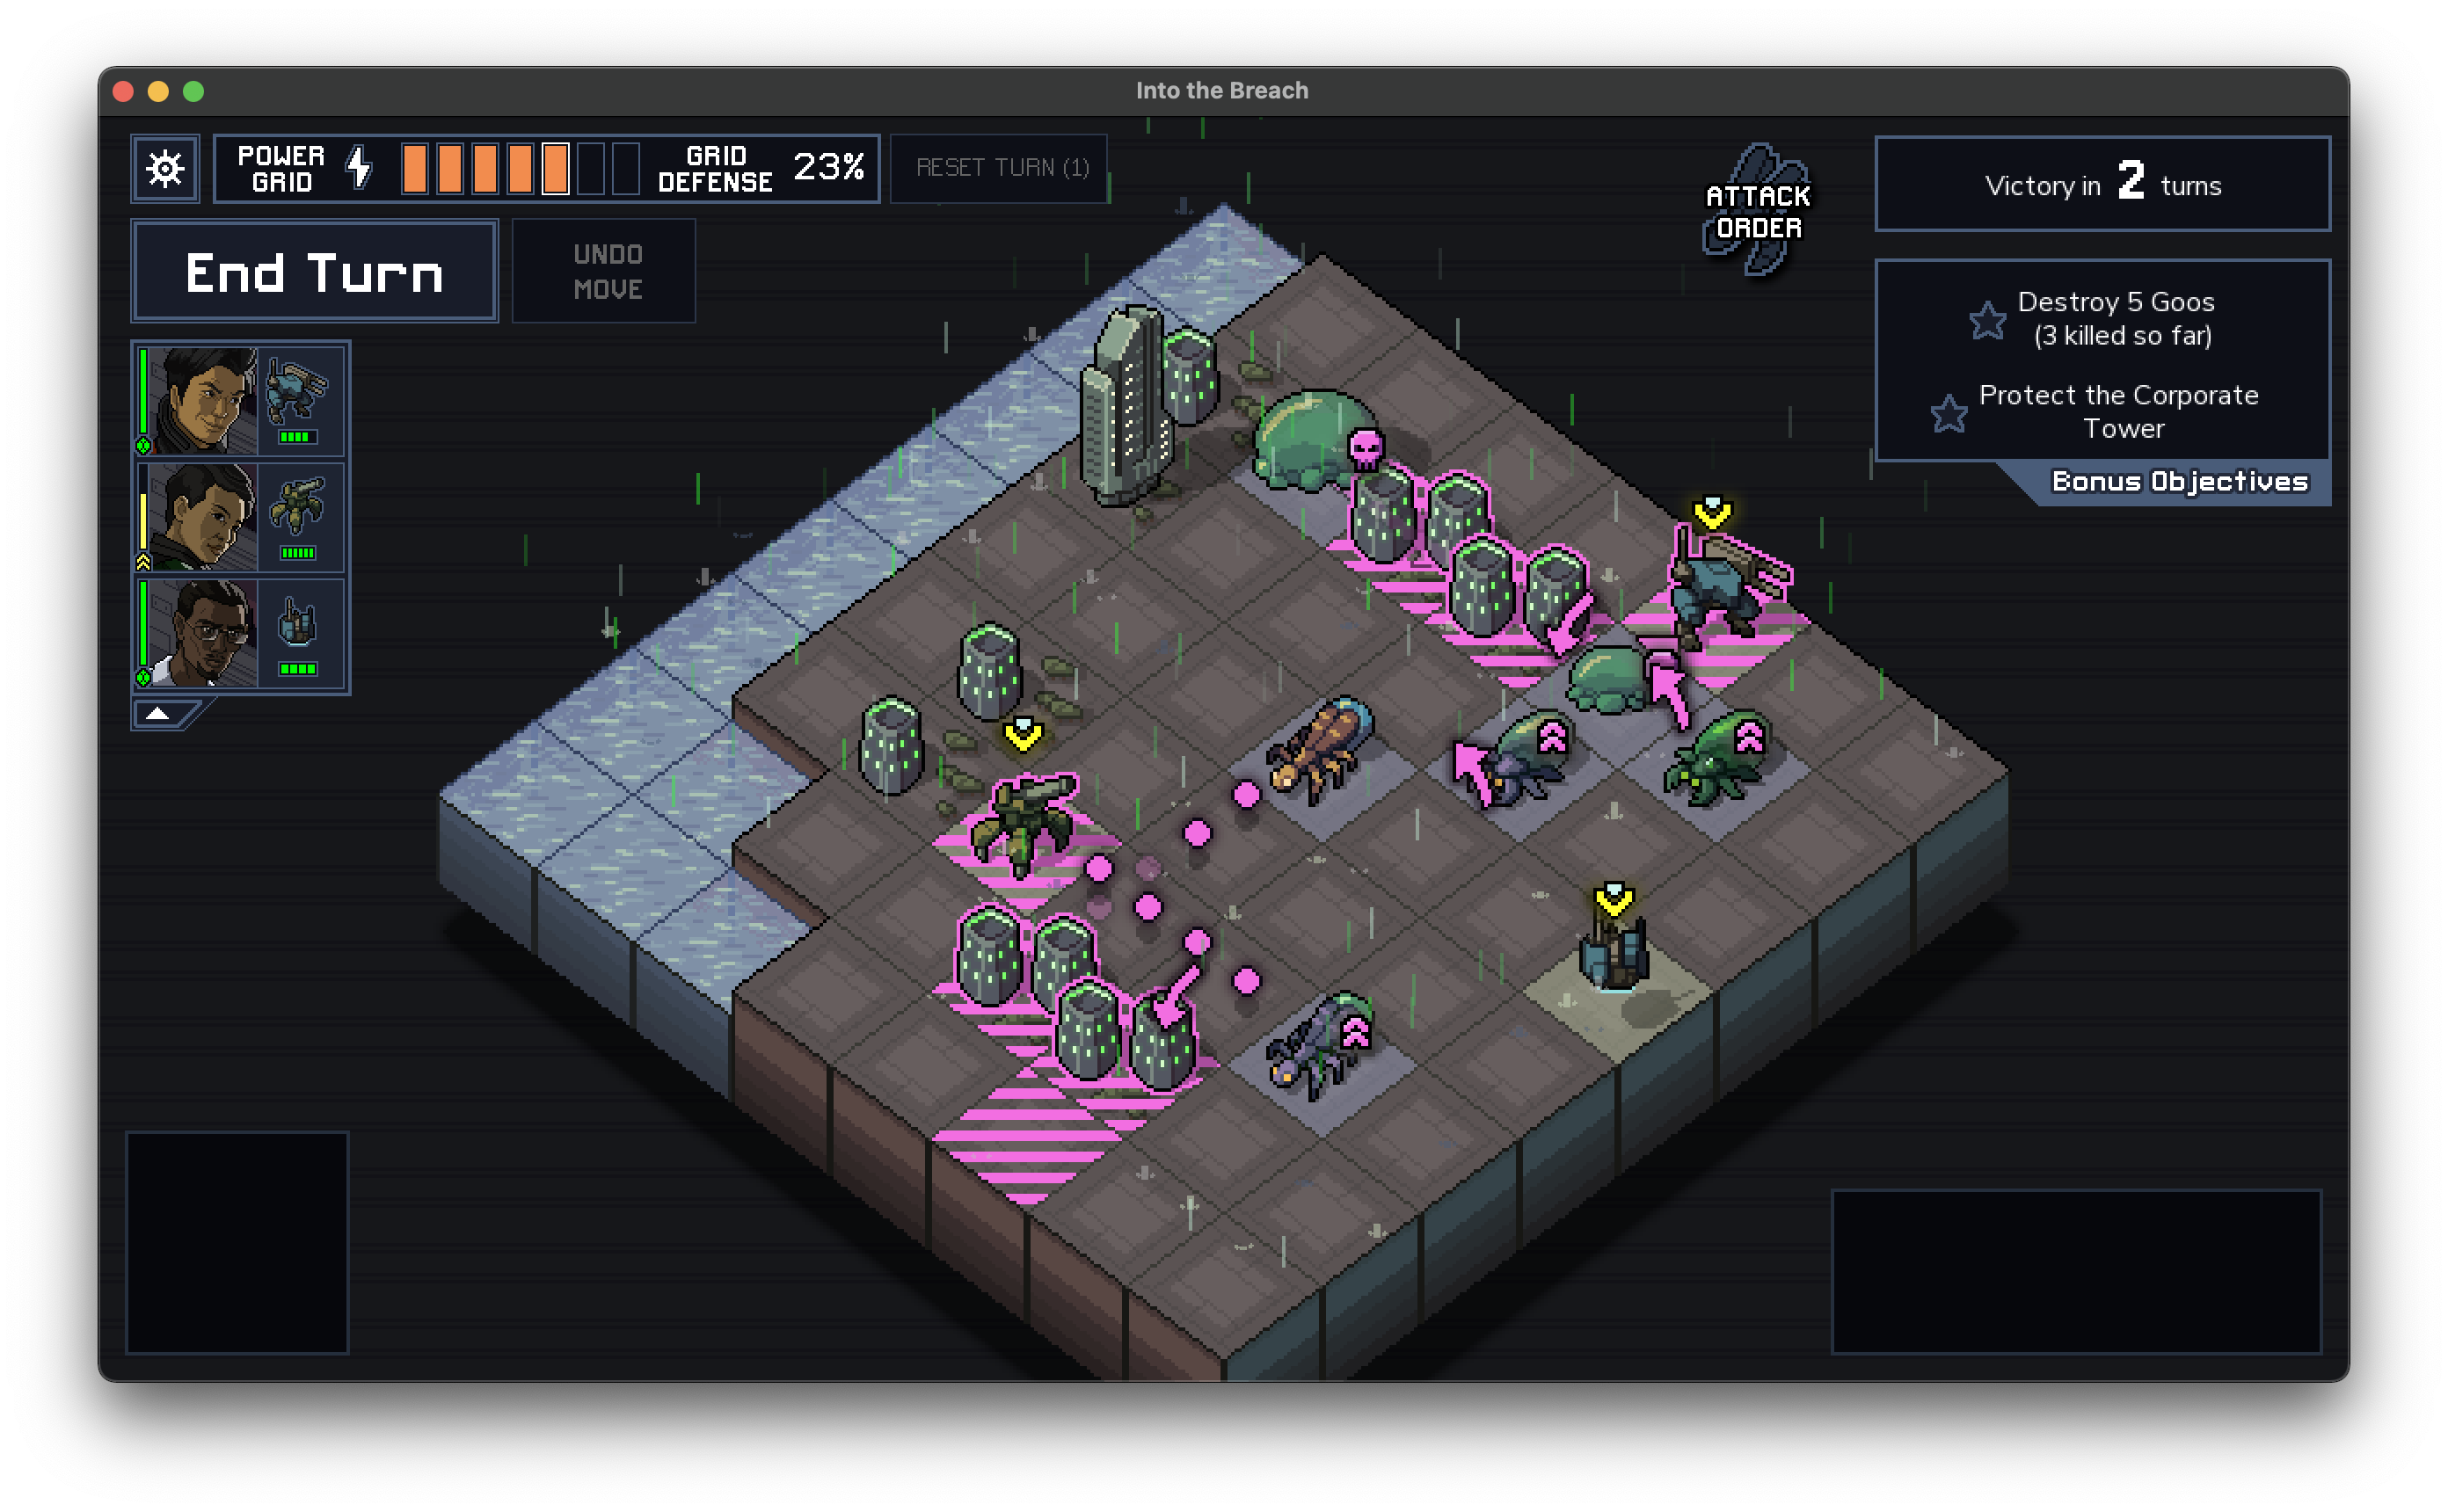 Into the Breach
POWER
GRID
GRID
DEFENSE
23%
RESET TURN (1)
End Turn
UNDO
MOVE
ATTACK
ORDER
Victory in 2 turns
Destroy 5 Goos
(3 killed so far)
Protect the Corporate
Tower
Bonus Objectives